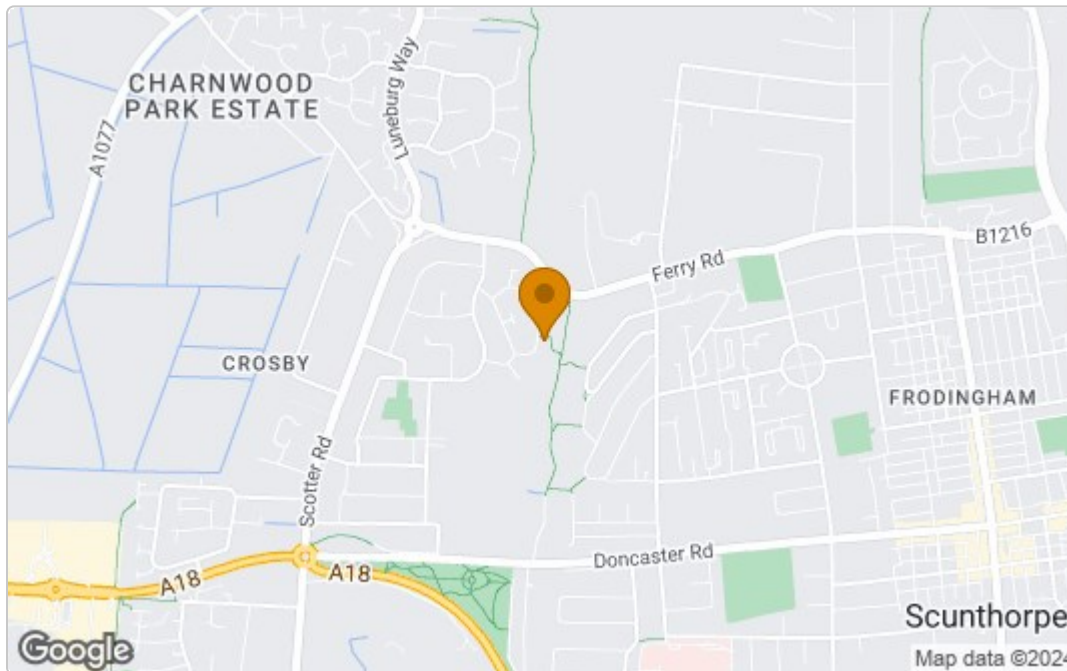 CHARNWOOD
PARK ESTATE
A1077
Luneburg Way
B1216
Ferry Rd
CROSBY
FRODINGHAM
Scotter Rd
Doncaster Rd
A18
A18
Scunthorpe
Google
Map data ©2024